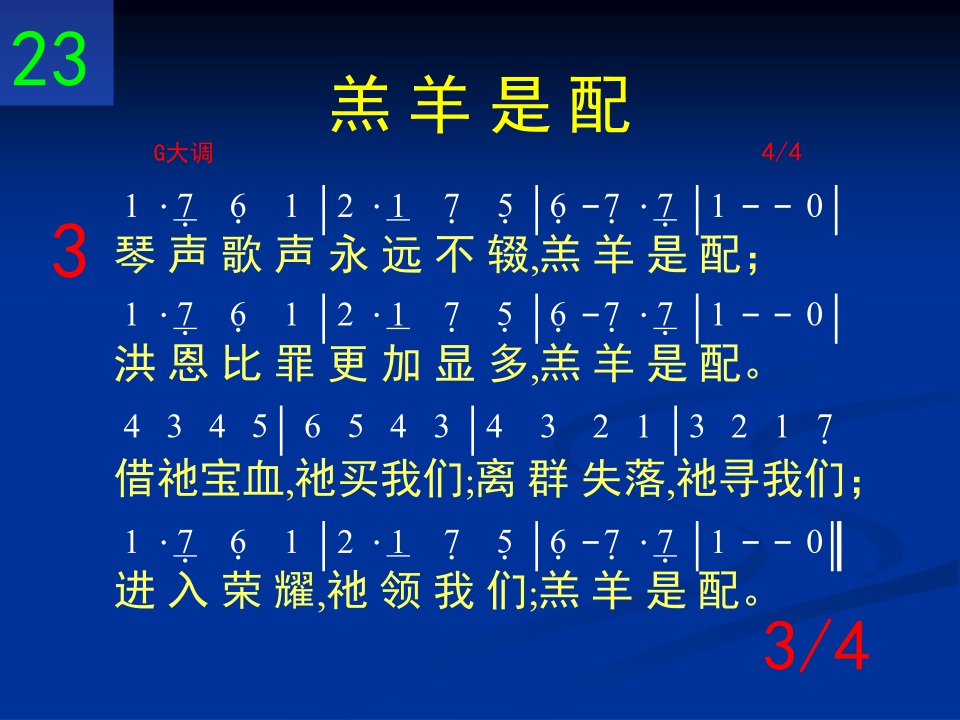 23
羔羊是配
G大调 4/4
1·7̣ 6̣ 1|2·1 7̣ 5̣|6̣-7̣·7̣|1--0|
3
琴声歌声永远不辍,羔羊是配；
1·7̣ 6̣ 1|2·1 7̣ 5̣|6̣-7̣·7̣|1--0|
洪恩比罪更加显多,羔羊是配。
4 3 4 5|6 5 4 3|4 3 2 1|3 2 1 7̣
借祂宝血,祂买我们;离群失落,祂寻我们；
1·7̣ 6̣ 1|2·1 7̣ 5̣|6̣-7̣·7̣|1--0‖
进入荣耀,祂领我们;羔羊是配。
3/4